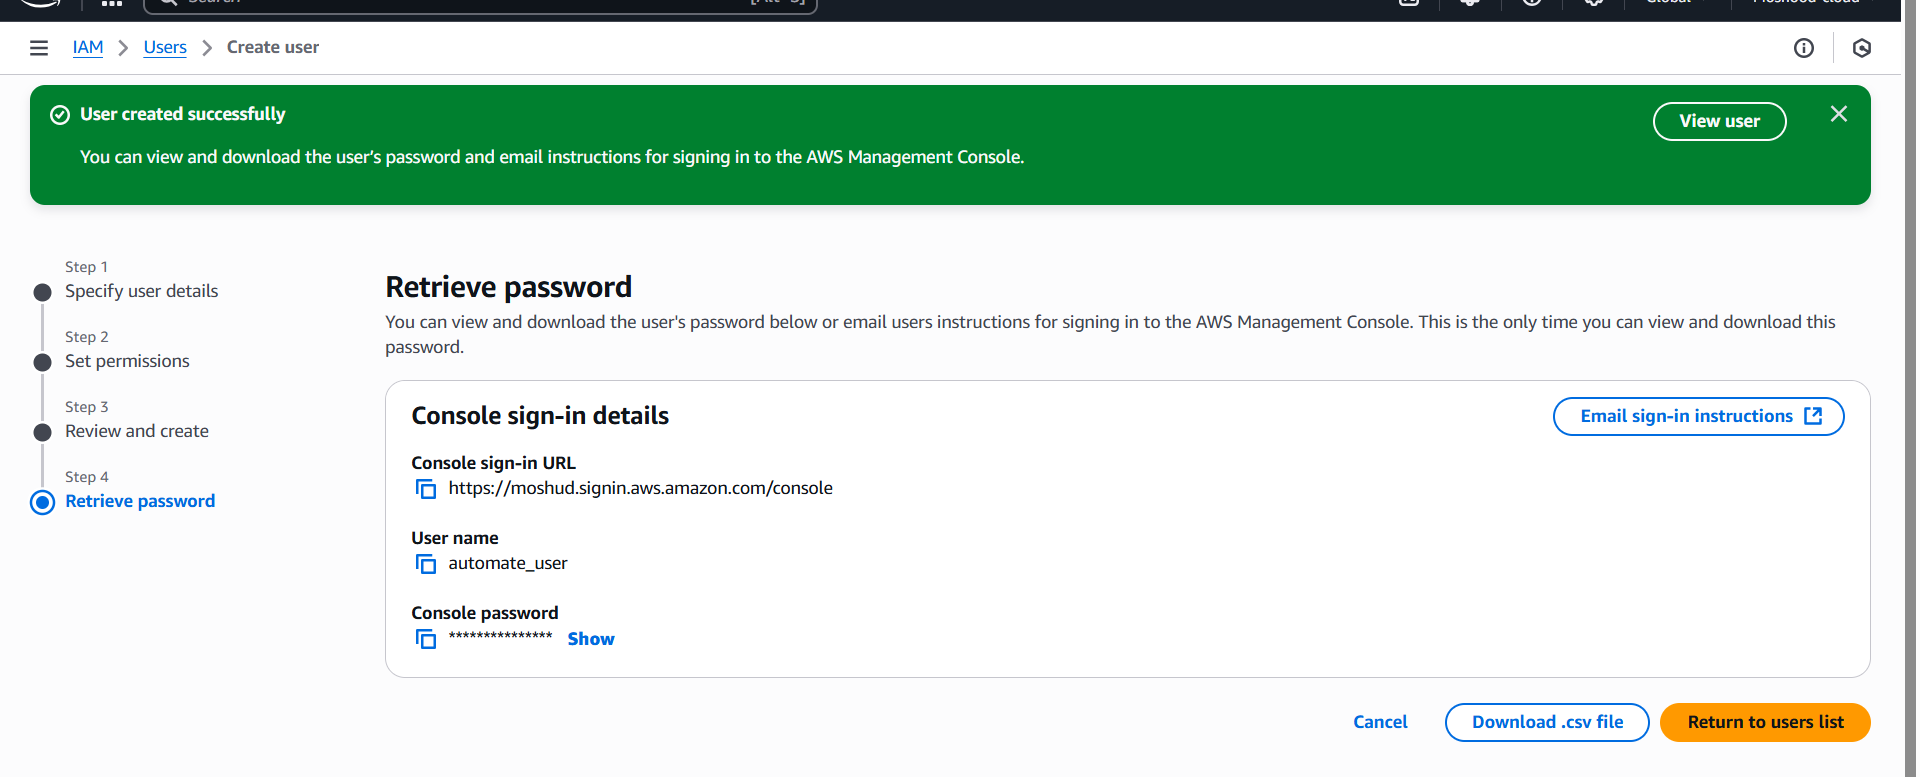 IAM > Users > Create user
User created successfully
View user
You can view and download the user's password and email instructions for signing in to the AWS Management Console.
Step 1
Specify user details
Step 2
Set permissions
Step 3
Review and create
Step 4
Retrieve password
Retrieve password
You can view and download the user's password below or email users instructions for signing in to the AWS Management Console. This is the only time you can view and download this
password.
Console sign-in details
Email sign-in instructions
Console sign-in URL
https://moshud.signin.aws.amazon.com/console
User name
automate_user
Console password
*************** Show
Cancel
Download .csv file
Return to users list